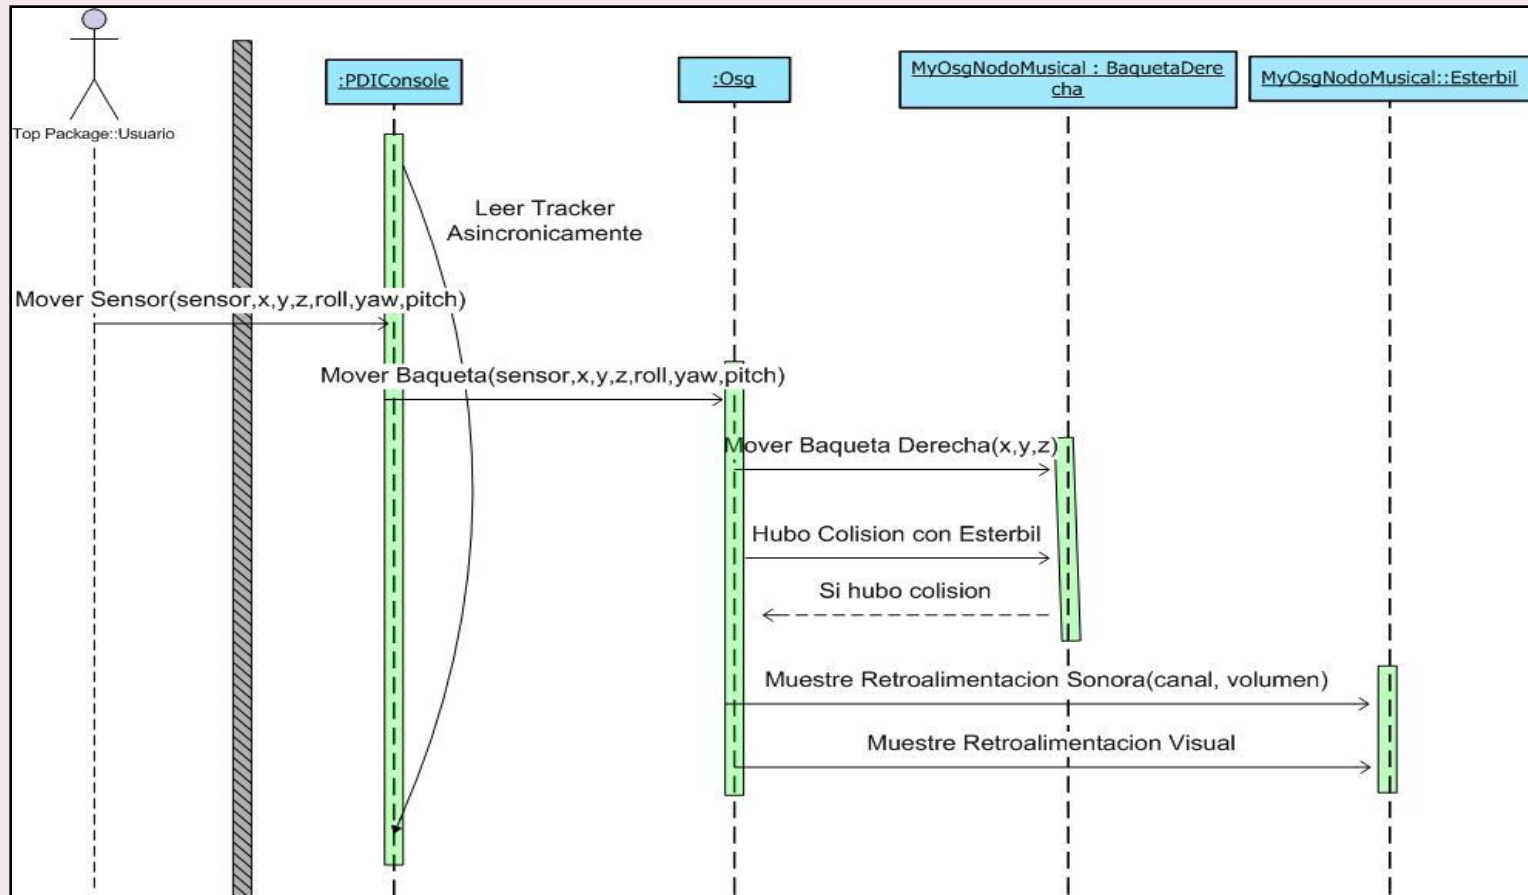 Top Package::Usuario
:PDIConsole
:Osg
MyOsgNodoMusical : BaquetaDere
cha
MyOsgNodoMusical::Esterbil
Leer Tracker
Asincronicamente
Mover Sensor(sensor,x,y,z,roll,yaw,pitch)
Mover Baqueta(sensor,x,y,z,roll,yaw,pitch)
Mover Baqueta Derecha(x,y,z)
Hubo Colision con Esterbil
Si hubo colision
Muestre Retroalimentacion Sonora(canal, volumen)
Muestre Retroalimentacion Visual